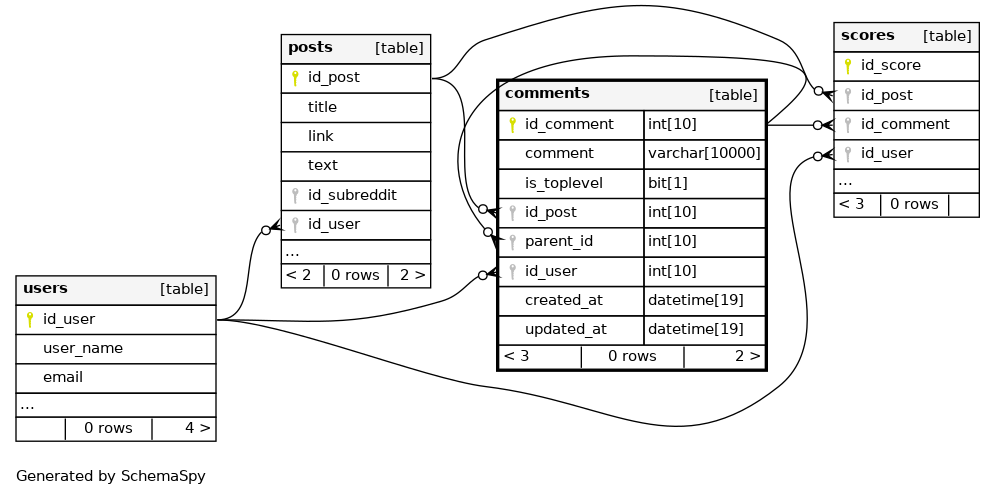 posts [table]
id_post
title
link
text
id_subreddit
id_user
...
< 2 0 rows 2 >
comments [table]
id_comment int[10]
comment varchar[10000]
is_toplevel bit[1]
id_post int[10]
parent_id int[10]
id_user int[10]
created_at datetime[19]
updated_at datetime[19]
< 3 0 rows 2 >
scores [table]
id_score
id_post
id_comment
id_user
...
< 3 0 rows
users [table]
id_user
user_name
email
...
0 rows 4 >
Generated by SchemaSpy